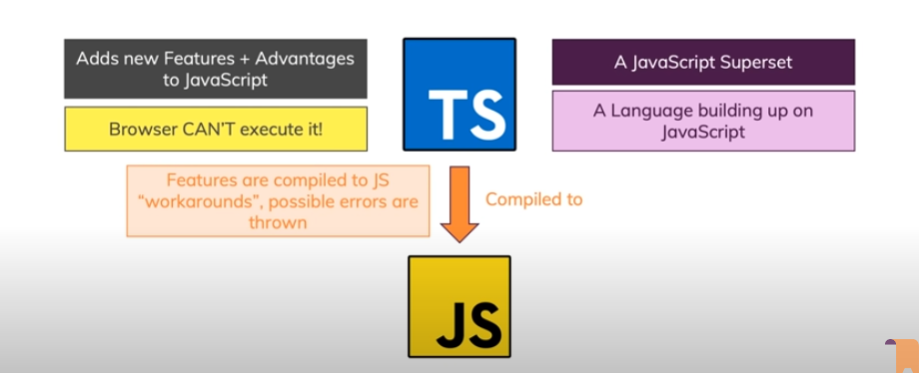 Adds new Features + Advantages
to JavaScript
Browser CAN'T execute it!
TS
A JavaScript Superset
A Language building up on
JavaScript
Features are compiled to JS
“workarounds”, possible errors are
thrown
Compiled to
JS